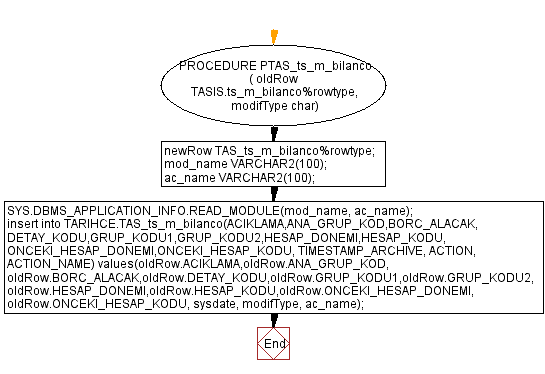 PROCEDURE PTAS_ts_m_bilanco
( oldRow
TASIS.ts_m_bilanco%rowtype,
modifType char)
newRow TAS_ts_m_bilanco%rowtype;
mod_name VARCHAR2(100);
ac_name VARCHAR2(100);
SYS.DBMS_APPLICATION_INFO.READ_MODULE(mod_name, ac_name);
insert into TARIHCE.TAS_ts_m_bilanco(ACIKLAMA,ANA_GRUP_KOD,BORC_ALACAK,
DETAY_KODU,GRUP_KODU1,GRUP_KODU2,HESAP_DONEMI,HESAP_KODU,
ONCEKI_HESAP_DONEMI,ONCEKI_HESAP_KODU, TIMESTAMP_ARCHIVE, ACTION,
ACTION_NAME) values(oldRow.ACIKLAMA,oldRow.ANA_GRUP_KOD,
oldRow.BORC_ALACAK,oldRow.DETAY_KODU,oldRow.GRUP_KODU1,oldRow.GRUP_KODU2,
oldRow.HESAP_DONEMI,oldRow.HESAP_KODU,oldRow.ONCEKI_HESAP_DONEMI,
oldRow.ONCEKI_HESAP_KODU, sysdate, modifType, ac_name);
End